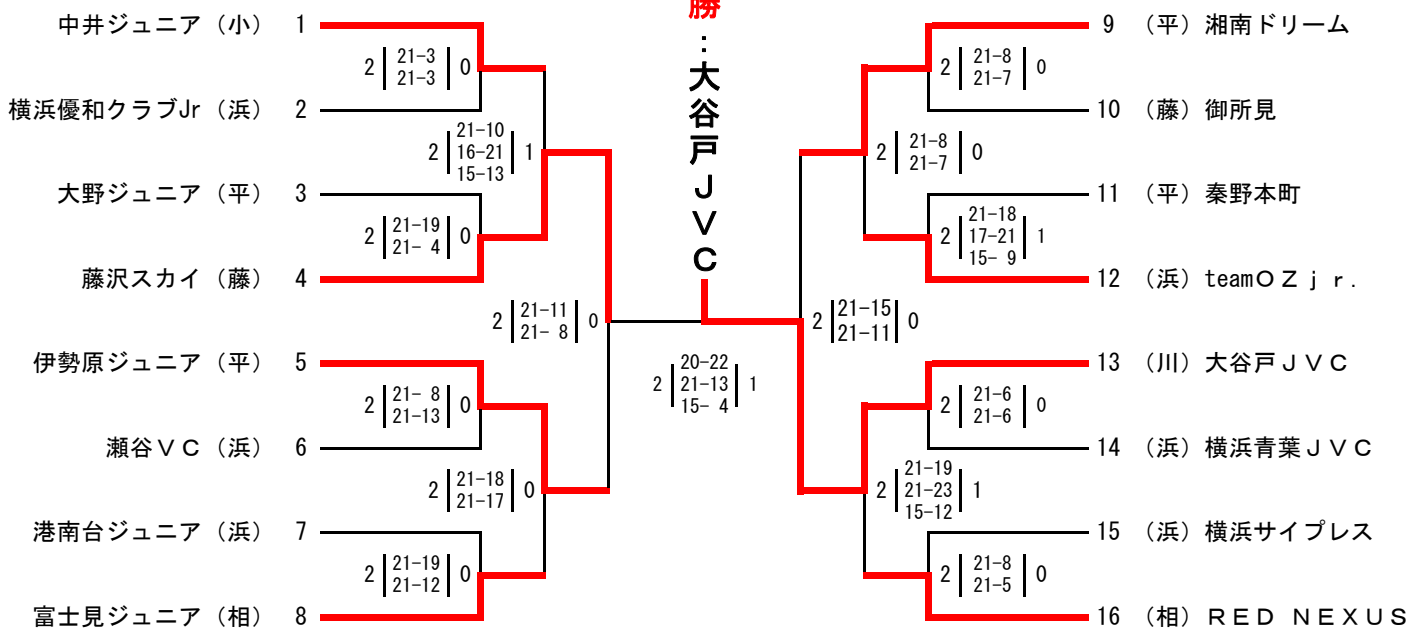 中井ジュニア（小） 1
2 21-3 0
21-3
横浜優和クラブJr（浜） 2
21-10
2 16-21 1
15-13
大野ジュニア（平） 3
2 21-19 0
21- 4
藤沢スカイ（藤） 4
2 21-11 0
21- 8
伊勢原ジュニア（平） 5
2 21- 8 0
21-13
瀬谷ＶＣ（浜） 6
2 21-18 0
21-17
港南台ジュニア（浜） 7
2 21-19 0
21-12
富士見ジュニア（相） 8
勝：大谷戸ＪＶＣ
20-22
2 21-13 1
15- 4
9 （平）湘南ドリーム
2 21-8 0
21-7
10 （藤）御所見
2 21-8 0
21-7
11 （平）秦野本町
21-18
2 17-21 1
15- 9
12 （浜）teamＯＺｊｒ.
2 21-15 0
21-11
13 （川）大谷戸ＪＶＣ
2 21-6 0
21-6
14 （浜）横浜青葉ＪＶＣ
21-19
2 21-23 1
15-12
15 （浜）横浜サイプレス
2 21-8 0
21-5
16 （相）ＲＥＤ ＮＥＸＵＳ